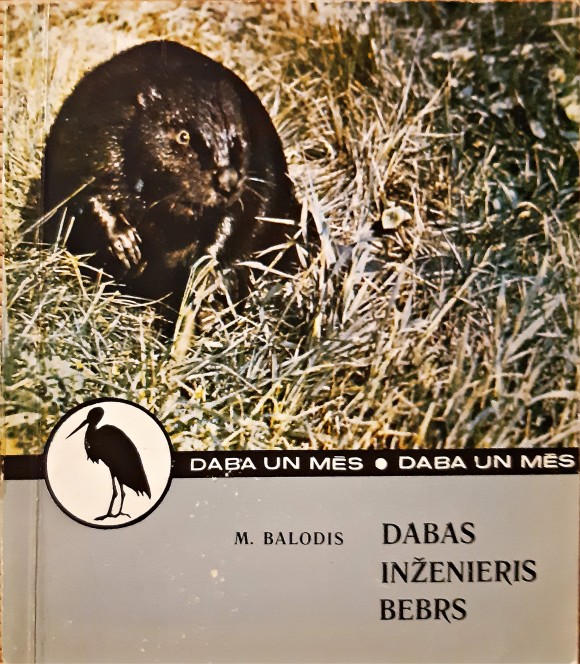 DABA UN MĒS ● DABA UN MĒS
M. BALODIS
DABAS
INŽENIERIS
BEBRS